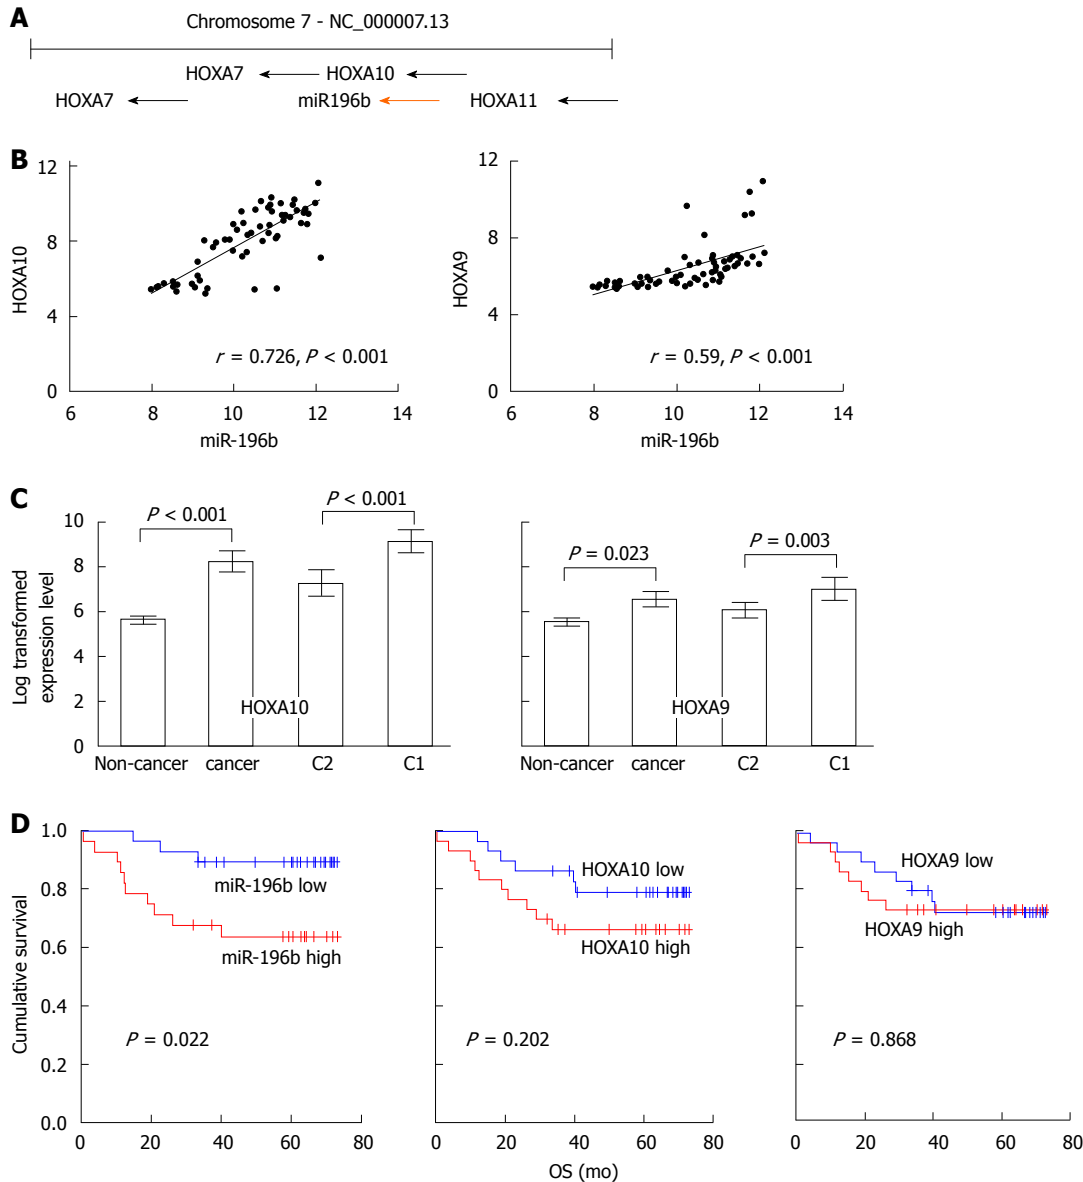 A
Chromosome 7 - NC_000007.13
HOXA7 HOXA10
HOXA7 miR196b HOXA11
B
12
8
4
0
HOXA10
r = 0.726, P < 0.001
6 8 10 12 14
miR-196b
12
8
4
0
HOXA9
r = 0.59, P < 0.001
6 8 10 12 14
miR-196b
C
Log transformed
expression level
10
8
6
4
2
0
P < 0.001
P < 0.001
HOXA10
Non-cancer cancer C2 C1
P = 0.023
P = 0.003
HOXA9
Non-cancer cancer C2 C1
D
Cumulative survival
1.0
0.8
0.6
0.4
0.2
0.0
miR-196b low
miR-196b high
P = 0.022
0 20 40 60 80
HOXA10 low
HOXA10 high
P = 0.202
0 20 40 60 80
OS (mo)
HOXA9 low
HOXA9 high
P = 0.868
0 20 40 60 80